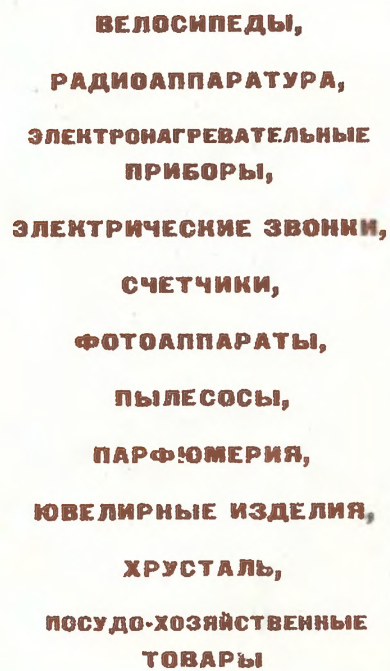 ВЕЛОСИПЕДЫ,
РАДИОАППАРАТУРА,
ЭЛЕКТРОНАГРЕВАТЕЛЬНЫЕ
ПРИБОРЫ,
ЭЛЕКТРИЧЕСКИЕ ЗВОНКИ,
СЧЕТЧИКИ,
ФОТОАППАРАТЫ,
ПЫЛЕСОСЫ,
ПАРФЮМЕРИЯ,
ЮВЕЛИРНЫЕ ИЗДЕЛИЯ,
ХРУСТАЛЬ,
ПОСУДО-ХОЗЯЙСТВЕННЫЕ
ТОВАРЫ